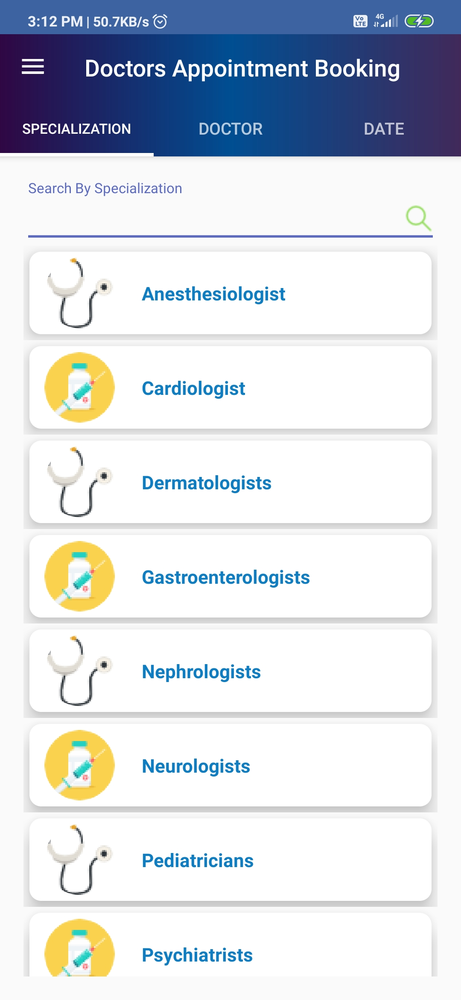 3:12 PM | 50.7KB/s
Vo LTE 4G
Doctors Appointment Booking
SPECIALIZATION DOCTOR DATE
Search By Specialization
Anesthesiologist
Cardiologist
Dermatologists
Gastroenterologists
Nephrologists
Neurologists
Pediatricians
Psychiatrists